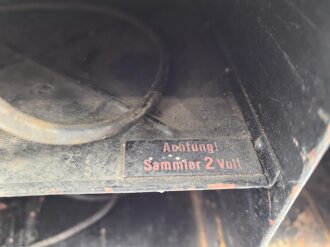 Achtung!
Sammler 2 Volt